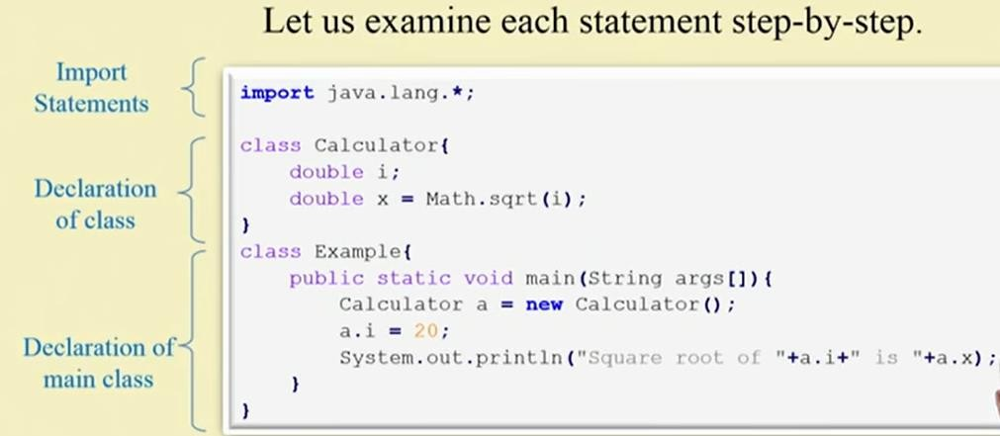 Let us examine each statement step-by-step.
Import
Statements
import java.lang.*;
Declaration
of class
class Calculator{
    double i;
    double x = Math.sqrt(i);
}
Declaration of
main class
class Example{
    public static void main(String args[]){
        Calculator a = new Calculator();
        a.i = 20;
        System.out.println("Square root of "+a.i+" is "+a.x);
    }
}